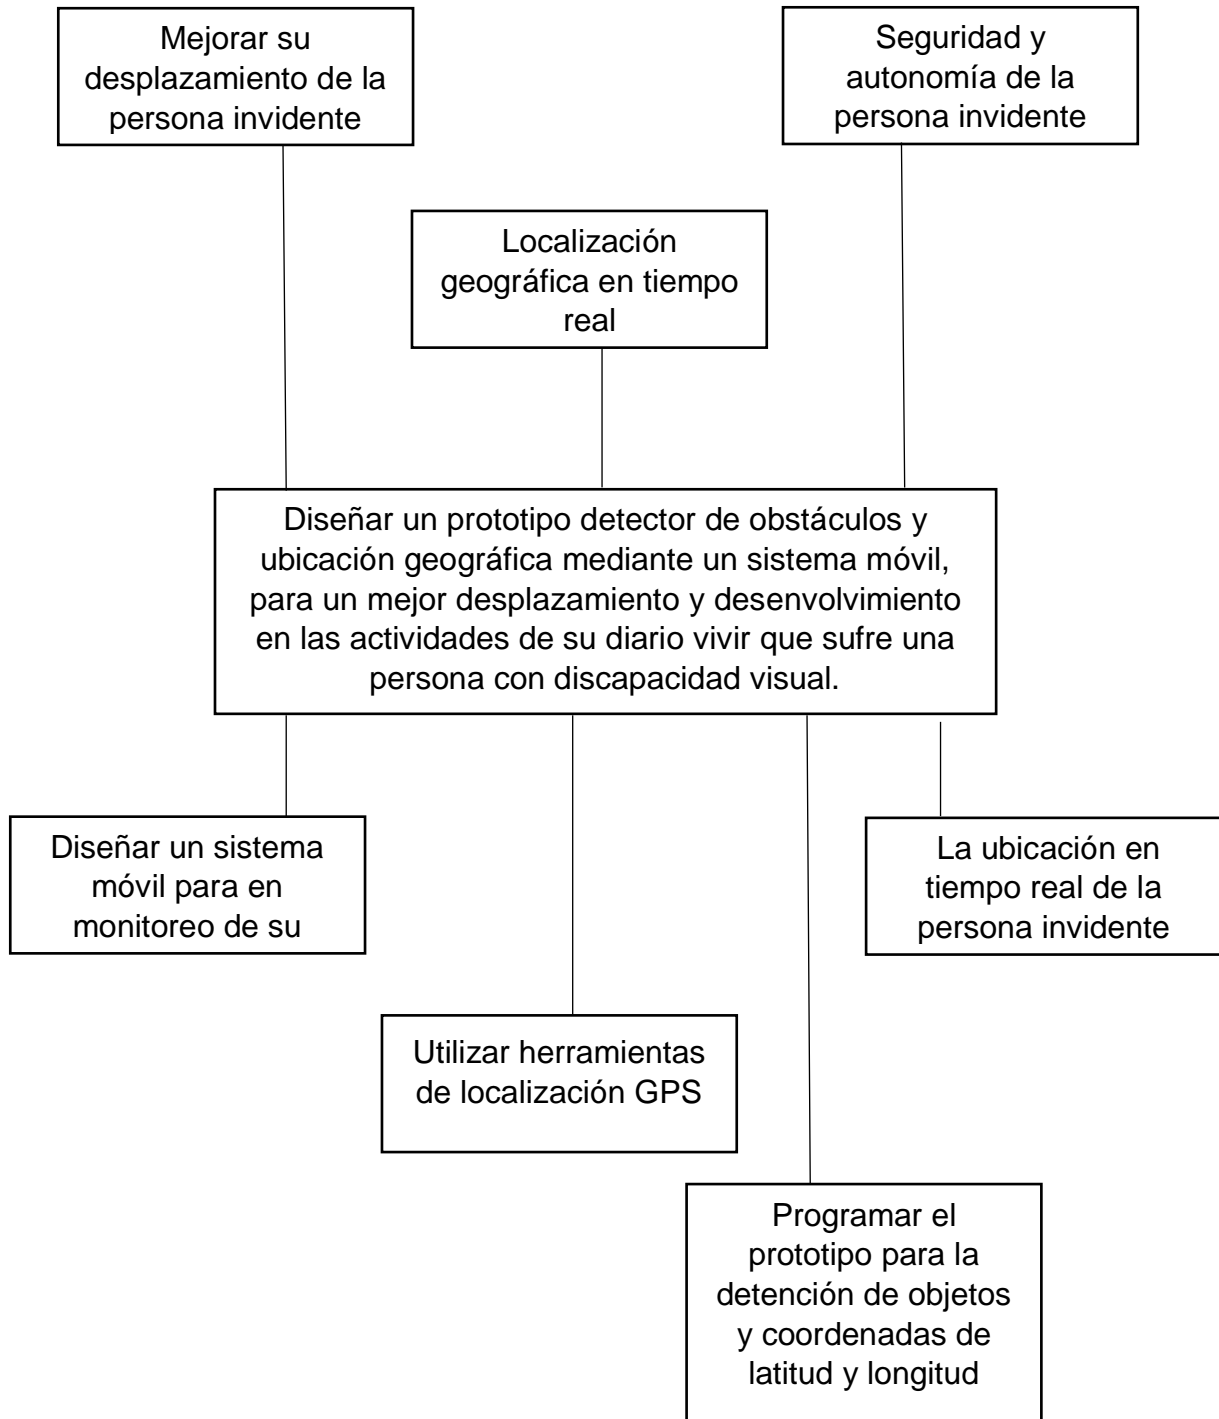 Mejorar su
desplazamiento de la
persona invidente
Seguridad y
autonomía de la
persona invidente
Localización
geográfica en tiempo
real
Diseñar un prototipo detector de obstáculos y
ubicación geográfica mediante un sistema móvil,
para un mejor desplazamiento y desenvolvimiento
en las actividades de su diario vivir que sufre una
persona con discapacidad visual.
Diseñar un sistema
móvil para en
monitoreo de su
La ubicación en
tiempo real de la
persona invidente
Utilizar herramientas
de localización GPS
Programar el
prototipo para la
detención de objetos
y coordenadas de
latitud y longitud